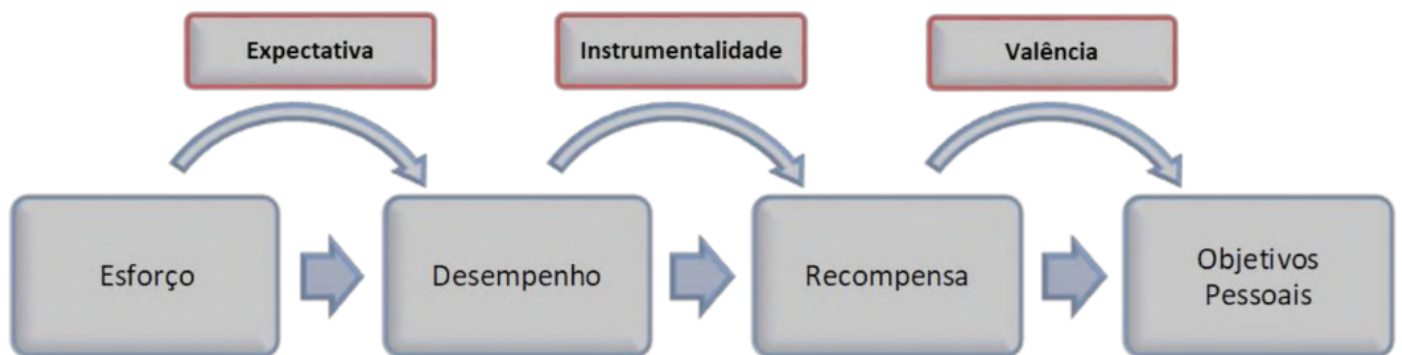 Expectativa
Instrumentalidade
Valência
Esforço
Desempenho
Recompensa
Objetivos
Pessoais